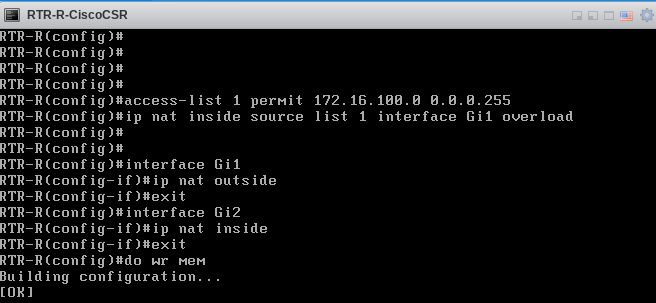 RTR-R-CiscoCSR
RTR-R(config)#
RTR-R(config)#
RTR-R(config)#
RTR-R(config)#
RTR-R(config)#access-list 1 permit 172.16.100.0 0.0.0.255
RTR-R(config)#ip nat inside source list 1 interface Gi1 overload
RTR-R(config)#
RTR-R(config)#
RTR-R(config)#interface Gi1
RTR-R(config-if)#ip nat outside
RTR-R(config-if)#exit
RTR-R(config)#interface Gi2
RTR-R(config-if)#ip nat inside
RTR-R(config-if)#exit
RTR-R(config)#do wr mem
Building configuration...
[OK]